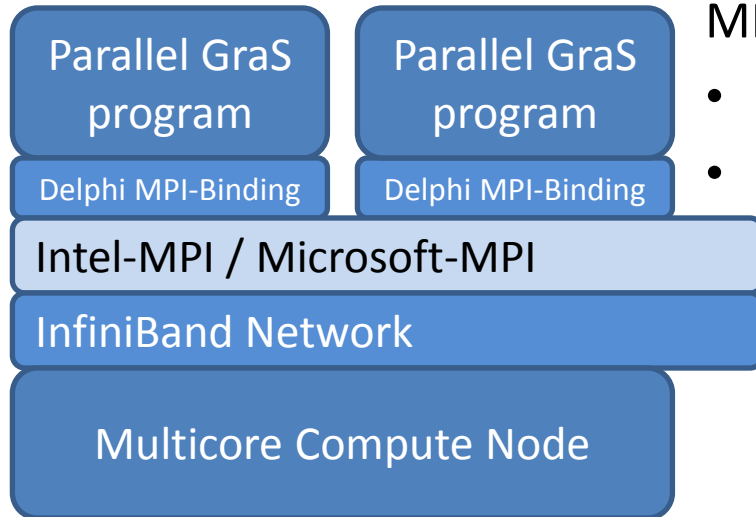 Parallel GraS
program
Parallel GraS
program
Delphi MPI-Binding
Delphi MPI-Binding
Intel-MPI / Microsoft-MPI
InfiniBand Network
Multicore Compute Node